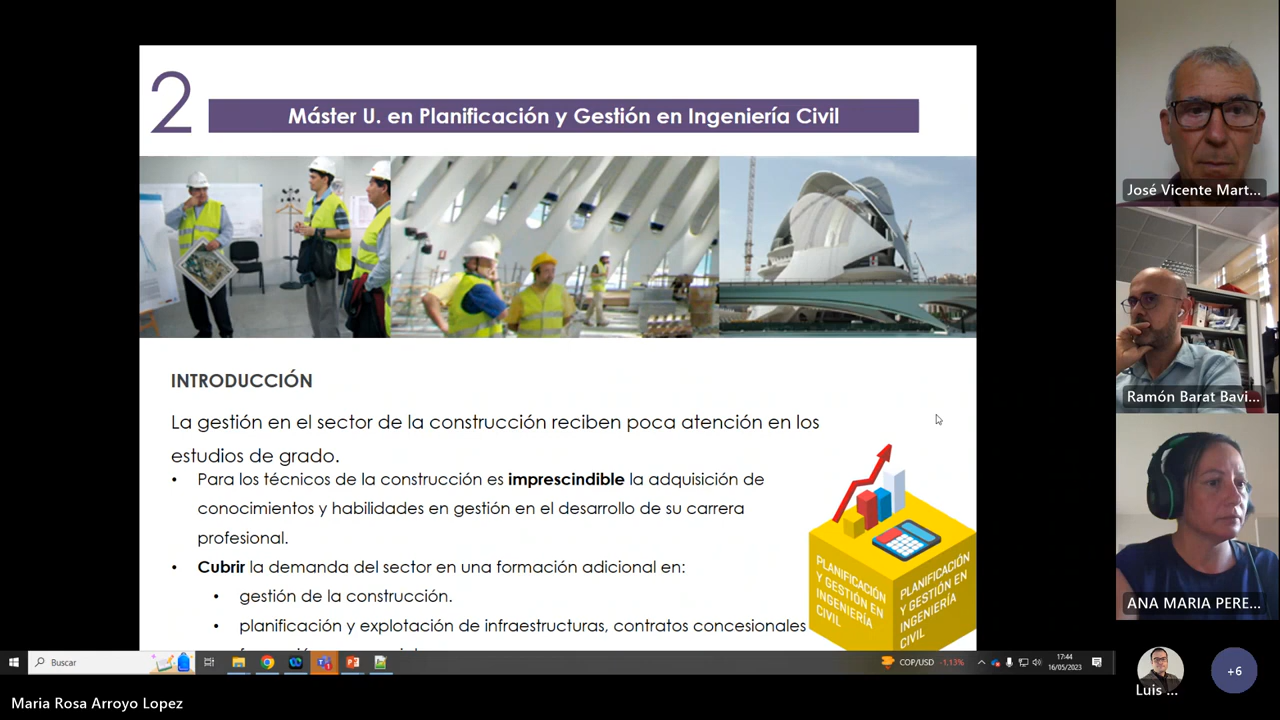 2
Máster U. en Planificación y Gestión en Ingeniería Civil
INTRODUCCIÓN
La gestión en el sector de la construcción reciben poca atención en los
estudios de grado.
• Para los técnicos de la construcción es imprescindible la adquisición de
conocimientos y habilidades en gestión en el desarrollo de su carrera
profesional.
• Cubrir la demanda del sector en una formación adicional en:
• gestión de la construcción.
• planificación y explotación de infraestructuras, contratos concesionales
PLANIFICACIÓN
Y GESTIÓN EN
INGENIERÍA
CIVIL
PLANIFICACIÓN
Y GESTIÓN EN
INGENIERÍA
CIVIL
José Vicente Mart...
Ramón Barat Bavi...
ANA MARIA PERE...
Luis ...
+6
Buscar
COP/USD -1.13%
17:44
16/05/2023
Maria Rosa Arroyo Lopez